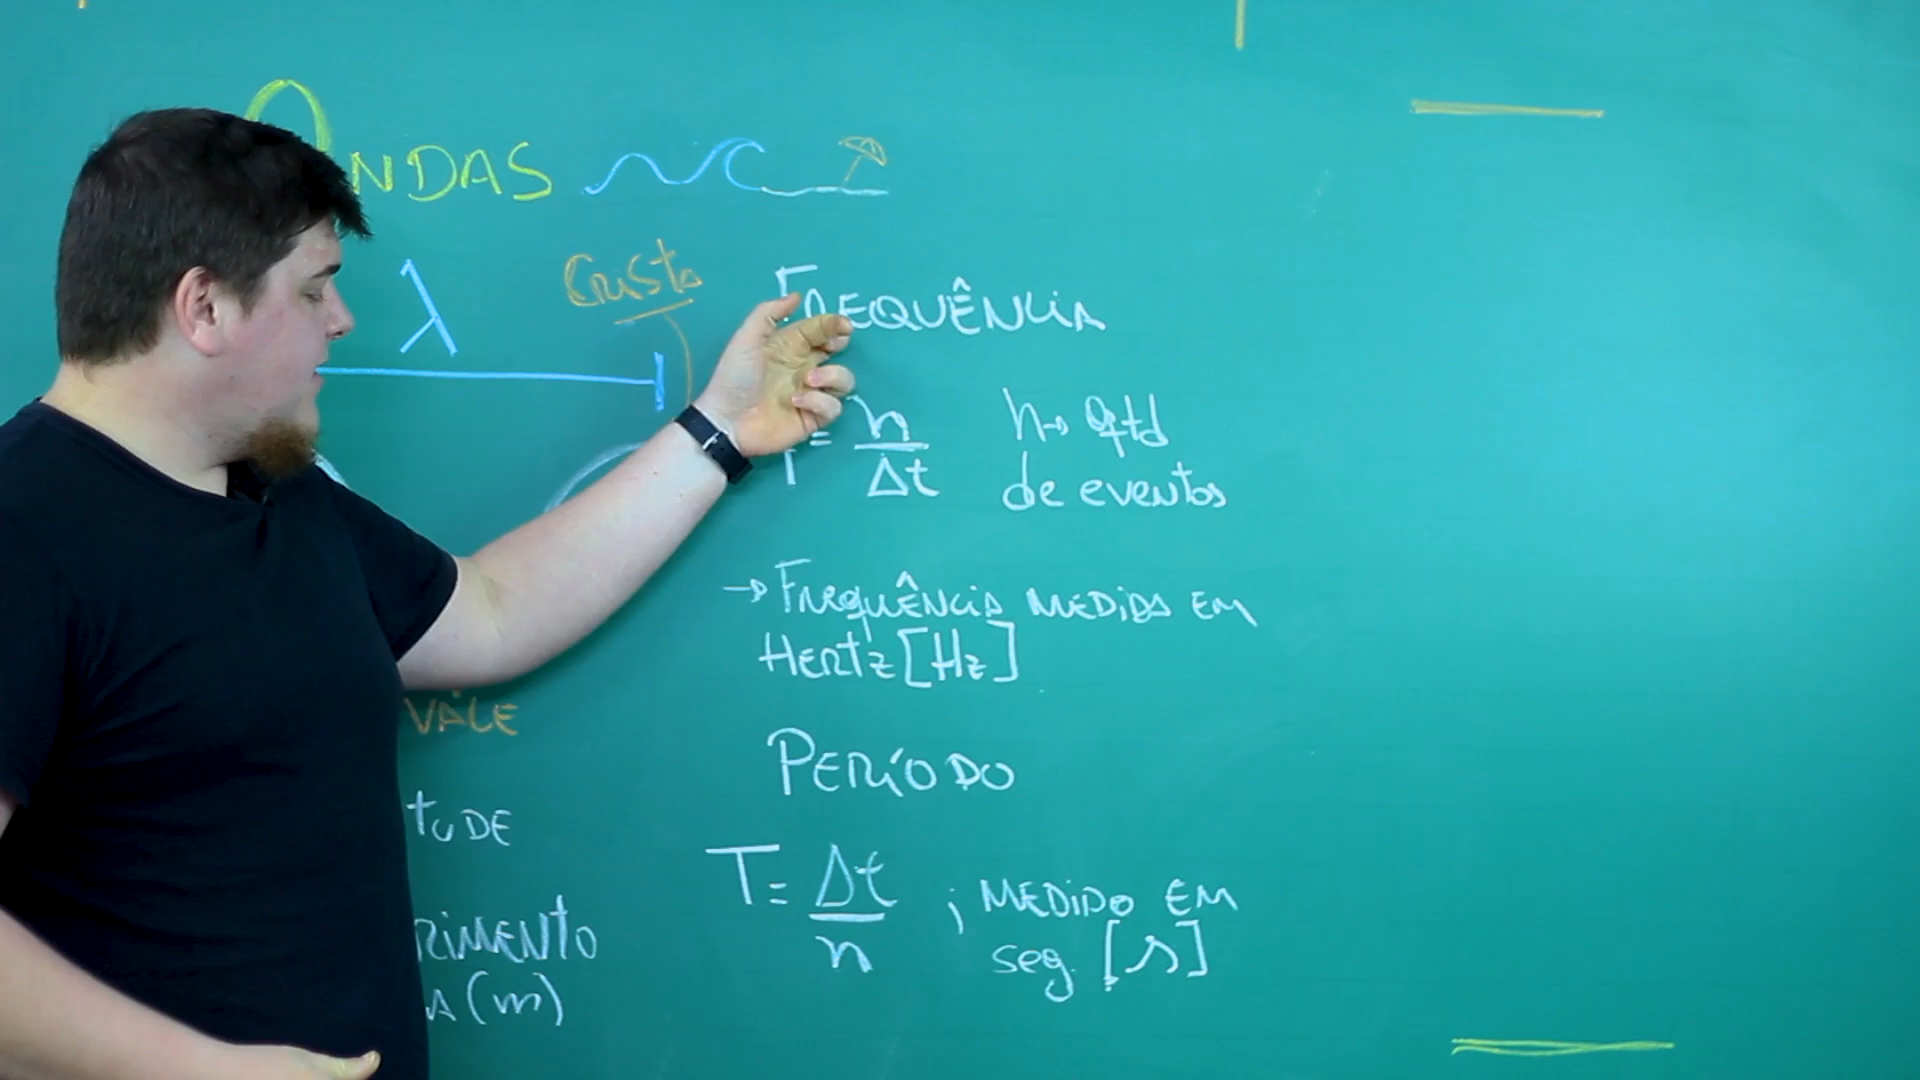 ONDAS
λ
Crista
FREQUÊNCIA
= n / Δt
n → qtd
de eventos
→ FREQUÊNCIA MEDIDA EM
HERTZ [Hz]
VALE
PERÍODO
tuDE
T = Δt / n ; MEDIDO EM
seg. [s]
RIMENTO
A (m)